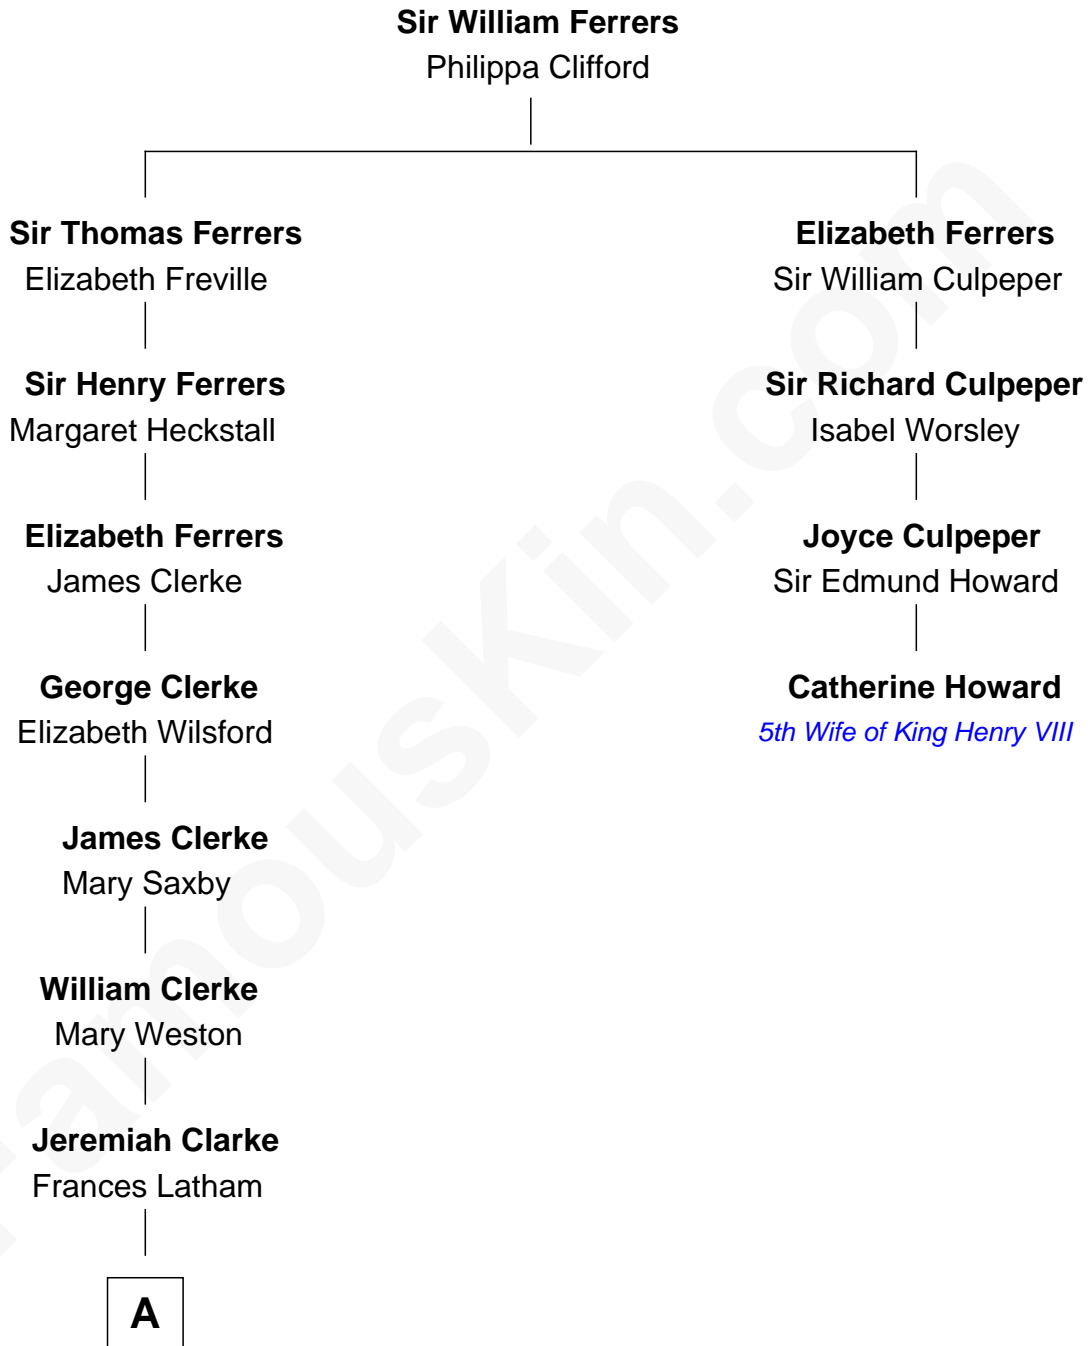 Sir William Ferrers
Philippa Clifford
Sir Thomas Ferrers
Elizabeth Freville
Elizabeth Ferrers
Sir William Culpeper
Sir Henry Ferrers
Margaret Heckstall
Sir Richard Culpeper
Isabel Worsley
Elizabeth Ferrers
James Clerke
Joyce Culpeper
Sir Edmund Howard
George Clerke
Elizabeth Wilsford
Catherine Howard
5th Wife of King Henry VIII
James Clerke
Mary Saxby
William Clerke
Mary Weston
Jeremiah Clarke
Frances Latham
A
FamousKin.com